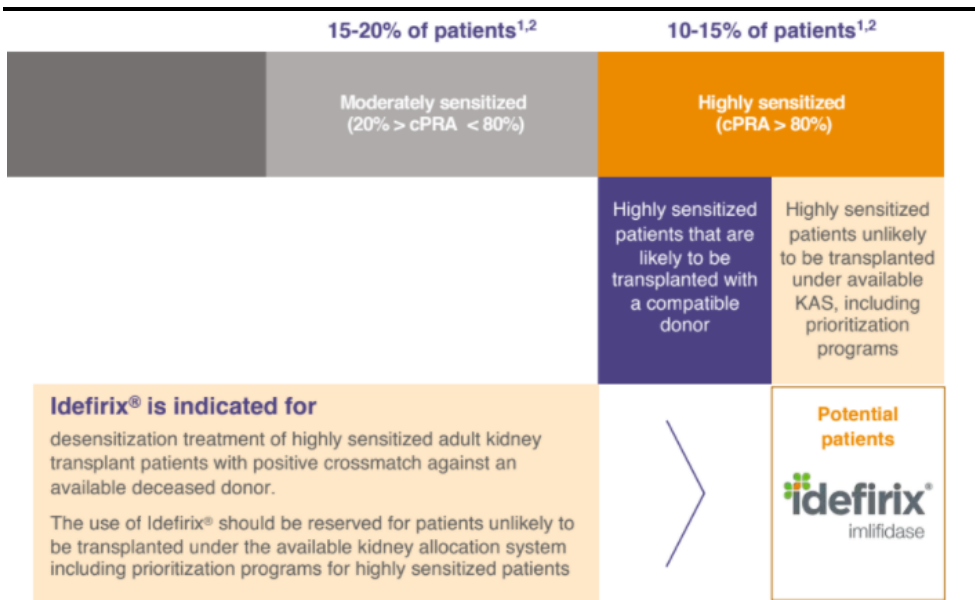 15-20% of patients1,2
10-15% of patients1,2
Moderately sensitized
(20% > cPRA < 80%)
Highly sensitized
(cPRA > 80%)
Highly sensitized
patients that are
likely to be
transplanted with
a compatible
donor
Highly sensitized
patients unlikely
to be transplanted
under available
KAS, including
prioritization
programs
Idefirix® is indicated for
desensitization treatment of highly sensitized adult kidney
transplant patients with positive crossmatch against an
available deceased donor.
The use of Idefirix® should be reserved for patients unlikely to
be transplanted under the available kidney allocation system
including prioritization programs for highly sensitized patients
Potential
patients
idefirix®
imlifidase